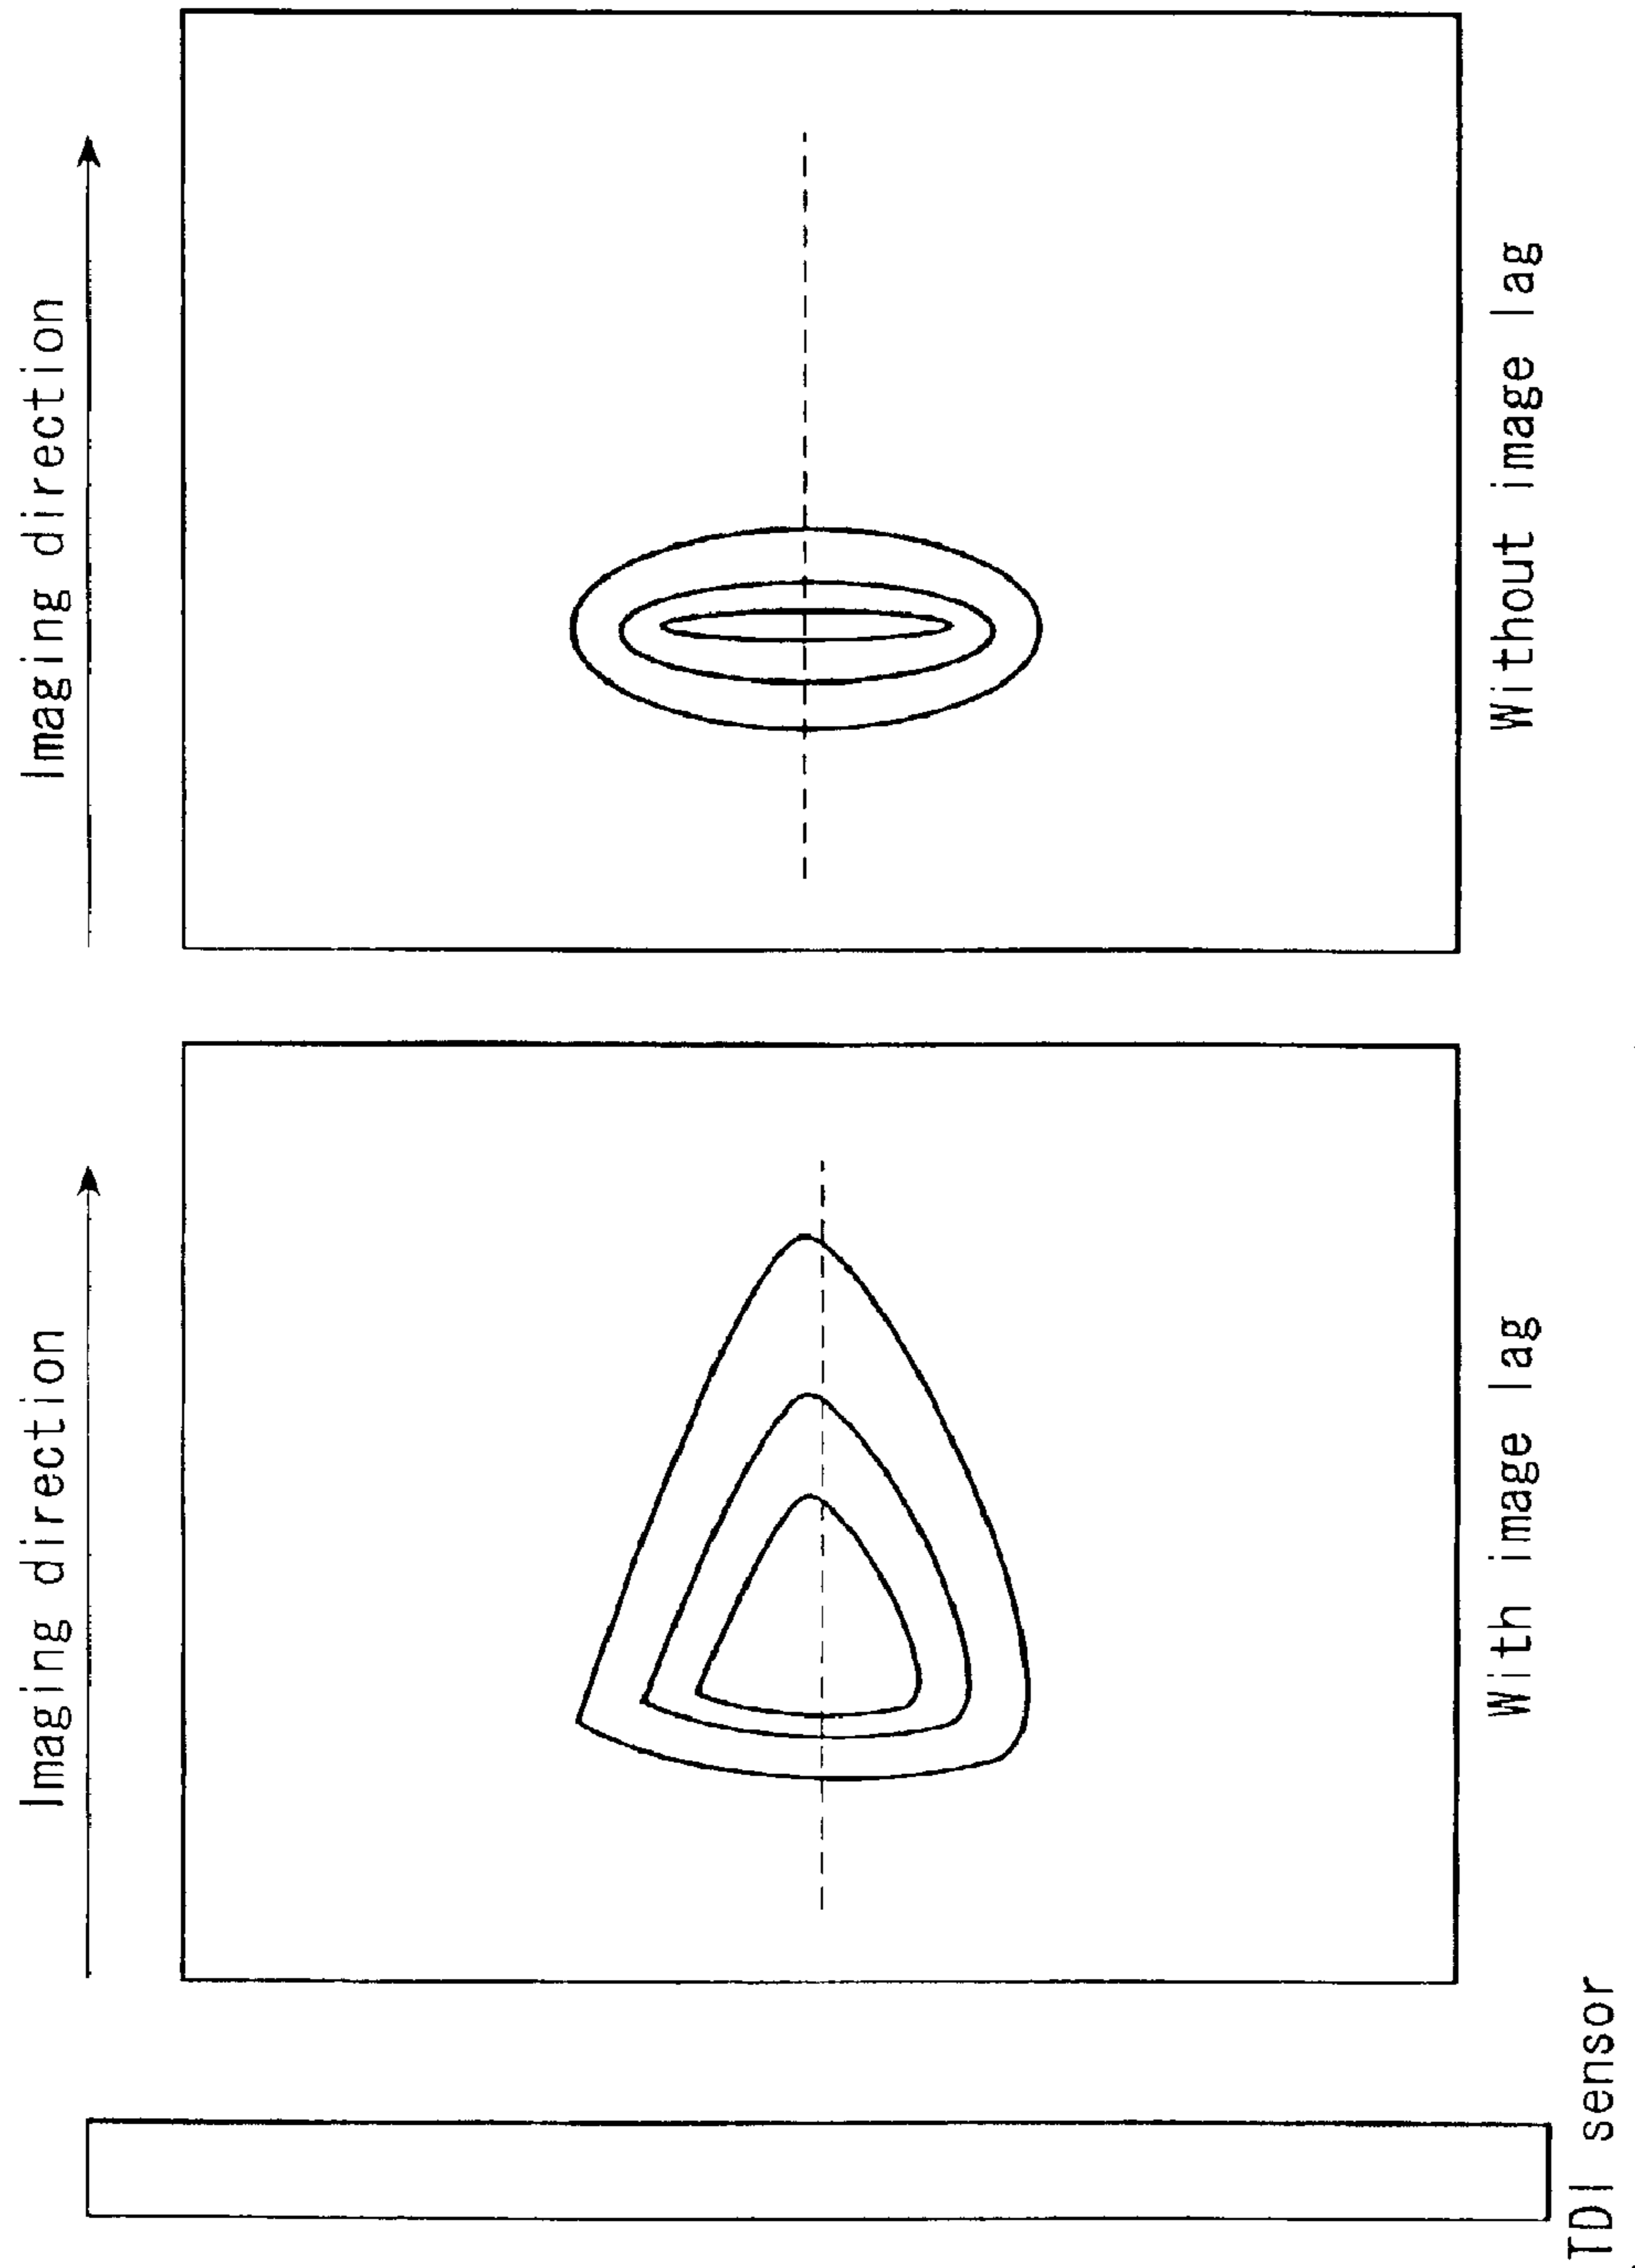 Imaging direction
Imaging direction
TDI sensor
With image lag
Without image lag